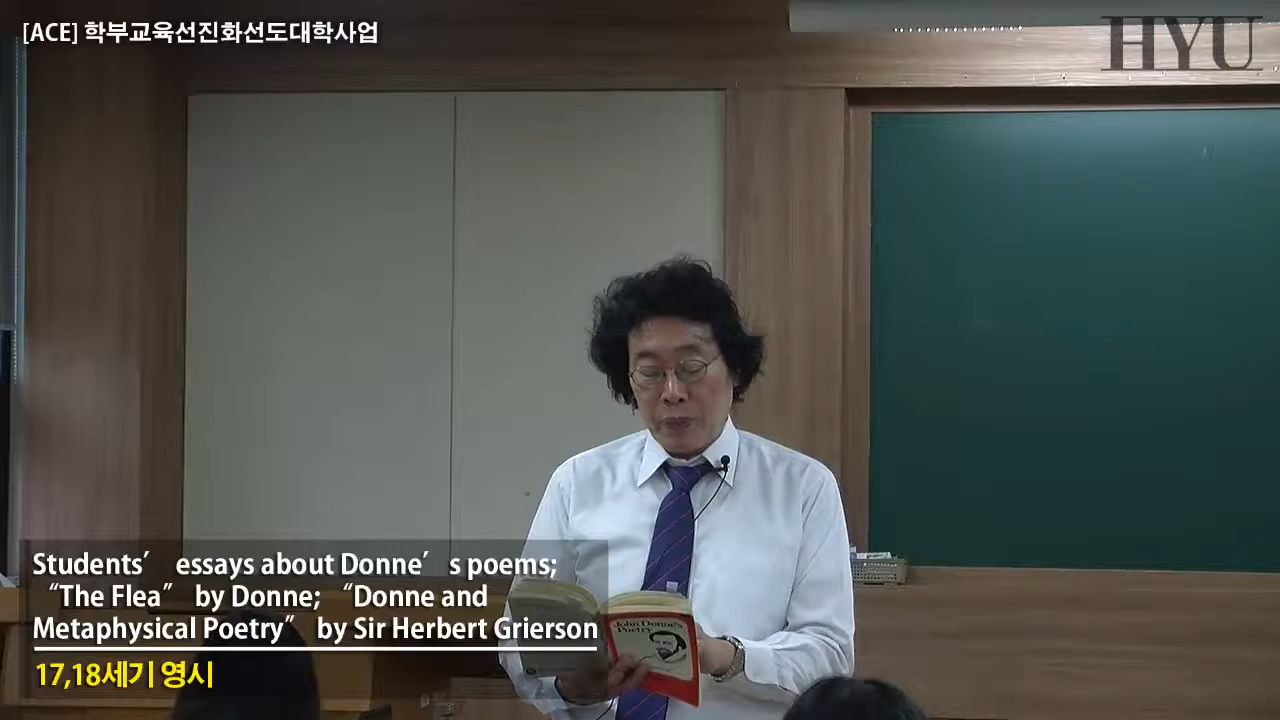 [ACE] 학부교육선진화선도대학사업
HYU
Students′ essays about Donne′s poems;
“The Flea” by Donne; “Donne and
Metaphysical Poetry” by Sir Herbert Grierson
17,18세기 영시
John Donne's
Poetry